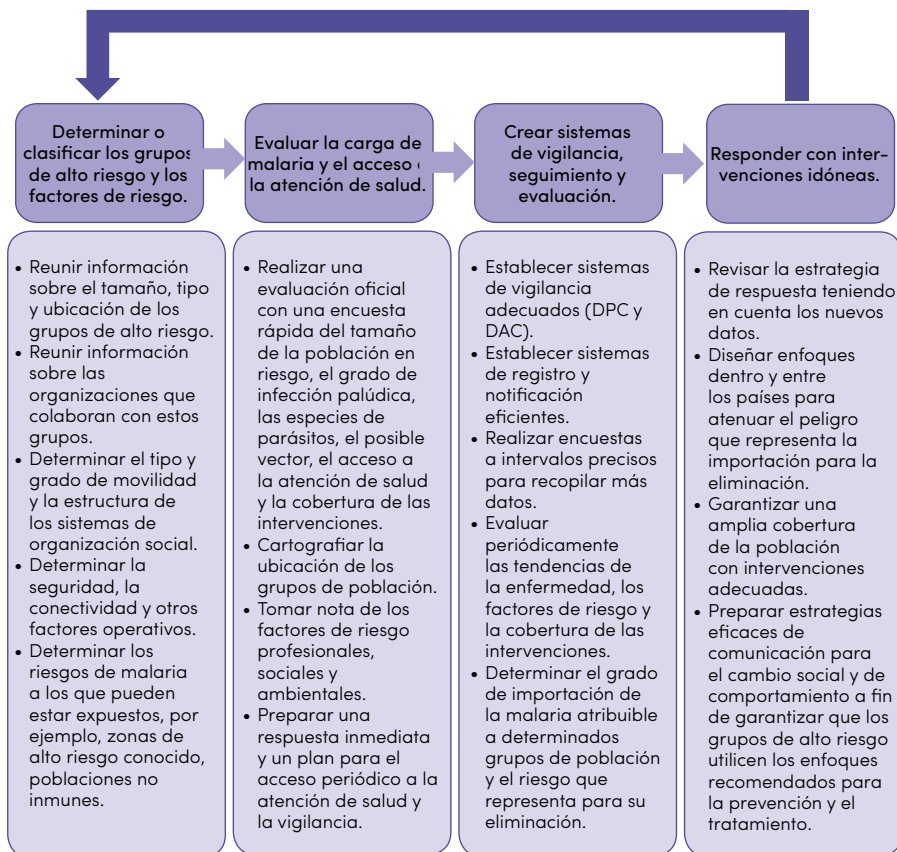 Determinar o
clasificar los grupos
de alto riesgo y los
factores de riesgo.
Evaluar la carga de
malaria y el acceso
la atención de salud.
Crear sistemas
de vigilancia,
seguimiento y
evaluación.
Responder con inter-
venciones idóneas.
• Reunir información
sobre el tamaño, tipo
y ubicación de los
grupos de alto riesgo.
• Reunir información
sobre las
organizaciones que
colaboran con estos
grupos.
• Determinar el tipo y
grado de movilidad
y la estructura de
los sistemas de
organización social.
• Determinar la
seguridad, la
conectividad y otros
factores operativos.
• Determinar los
riesgos de malaria
a los que pueden
estar expuestos, por
ejemplo, zonas de
alto riesgo conocido,
poblaciones no
inmunes.
• Realizar una
evaluación oficial
con una encuesta
rápida del tamaño
de la población en
riesgo, el grado de
infección palúdica,
las especies de
parásitos, el posible
vector, el acceso a
la atención de salud
y la cobertura de las
intervenciones.
• Cartografiar la
ubicación de los
grupos de población.
• Tomar nota de los
factores de riesgo
profesionales,
sociales y
ambientales.
• Preparar una
respuesta inmediata
y un plan para el
acceso periódico a la
atención de salud y
la vigilancia.
• Establecer sistemas
de vigilancia
adecuados (DPC y
DAC).
• Establecer sistemas
de registro y
notificación
eficientes.
• Realizar encuestas
a intervalos precisos
para recopilar más
datos.
• Evaluar
periódicamente
las tendencias de
la enfermedad, los
factores de riesgo y
la cobertura de las
intervenciones.
• Determinar el grado
de importación de
la malaria atribuible
a determinados
grupos de población
y el riesgo que
representa para su
eliminación.
• Revisar la estrategia
de respuesta teniendo
en cuenta los nuevos
datos.
• Diseñar enfoques
dentro y entre
los países para
atenuar el peligro
que representa la
importación para la
eliminación.
• Garantizar una
amplia cobertura
de la población
con intervenciones
adecuadas.
• Preparar estrategias
eficaces de
comunicación para
el cambio social y de
comportamiento a fin
de garantizar que los
grupos de alto riesgo
utilicen los enfoques
recomendados para
la prevención y el
tratamiento.